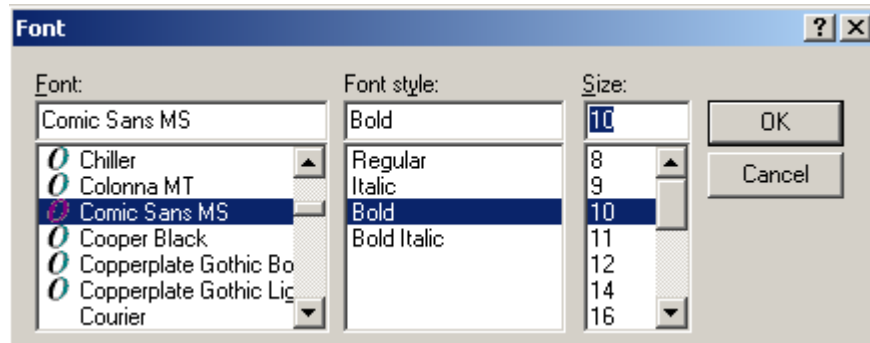 Font
Font:
Font style:
Size:
Comic Sans MS
Bold
10
OK
Chiller
Regular
8
Cancel
Colonna MT
Italic
9
Comic Sans MS
Bold
10
Cooper Black
Bold Italic
11
Copperplate Gothic Bo
12
Copperplate Gothic Lig
14
Courier
16